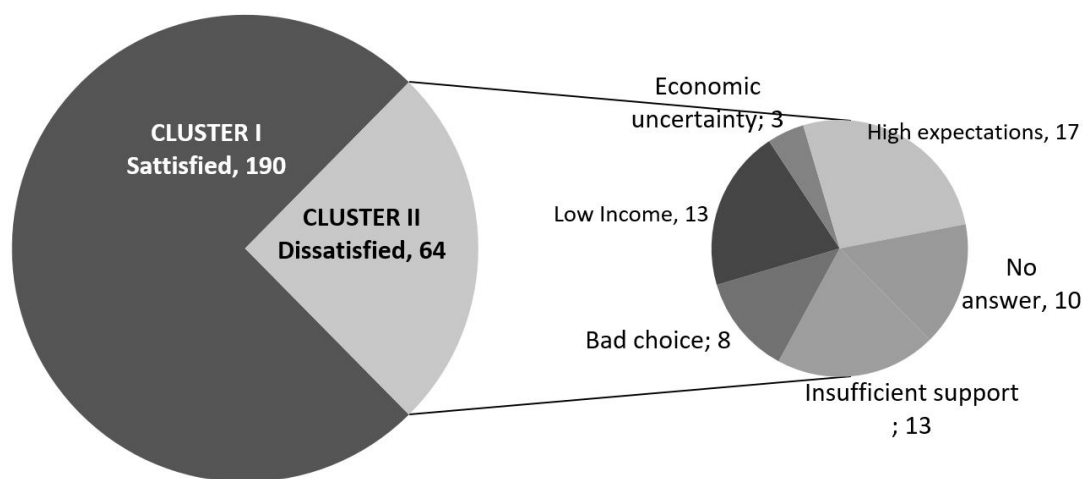 CLUSTER I
Sattisfied, 190
CLUSTER II
Dissatisfied, 64
Economic
uncertainty; 3
High expectations, 17
Low Income, 13
No
answer, 10
Bad choice; 8
Insufficient support
; 13